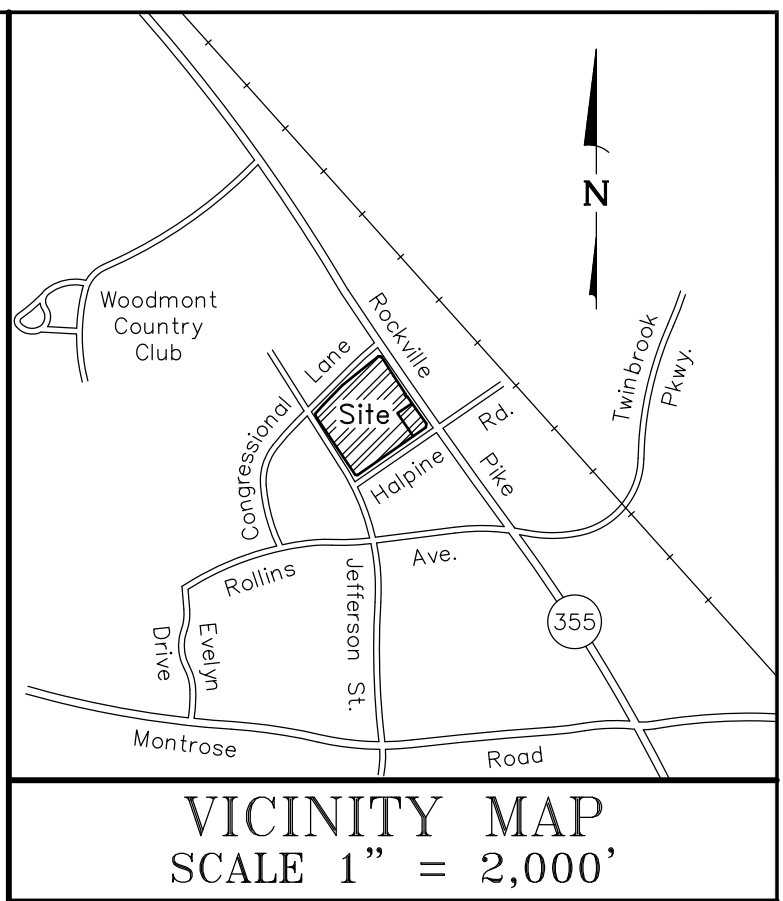 N
Woodmont
Country
Club
Rockville
Pike
Twinbrook
Pkwy.
Congressional
Lane
Site
Halpine
Rd.
Rollins
Ave.
Jefferson St.
355
Evelyn
Drive
Montrose
Road
VICINITY MAP
SCALE 1" = 2,000'